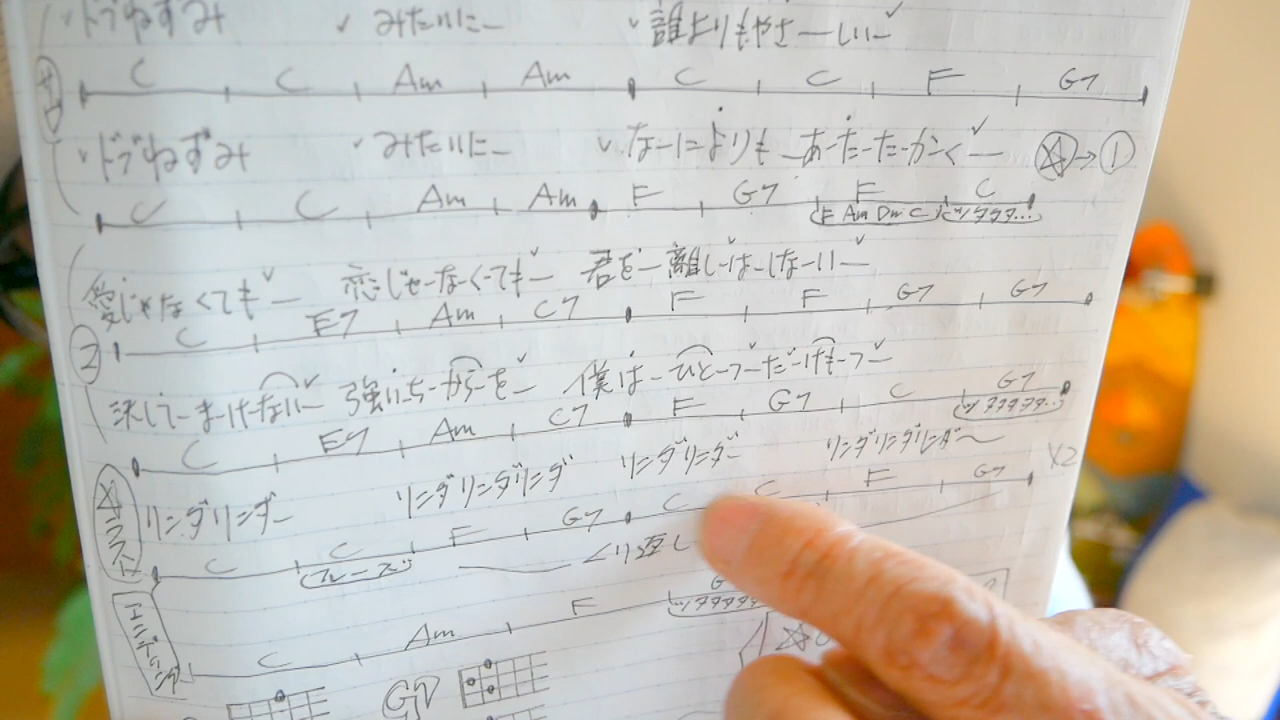 ドブねずみ みたいにー 誰よりもやさーしいー
サビ C C Am Am C C F G7
ドブねずみ みたいにー なーによりも あーたーたーかーくー ☆→①
C C Am Am F G7 F C
(F Am Dm C) (ツタタタ…)
愛じゃなくてもー 恋じゃーなーくーてもー 君をー離しーはーしなーいー
② C E7 Am C7 F F G7 G7
決してーまーけーないー 強いちーからーをー 僕はーひとーつーだーけもーつー
C E7 Am C7 F G7 C G7
(ツタタタタ…)
☆ラスト リンダリンダー リンダリンダリンダ リンダリンダー リンダリンダリンダ〜 X2
C C F G7 C C F G7
(フレーズ) くり返し
エンディング C Am F G
(ツタタタタ
G7